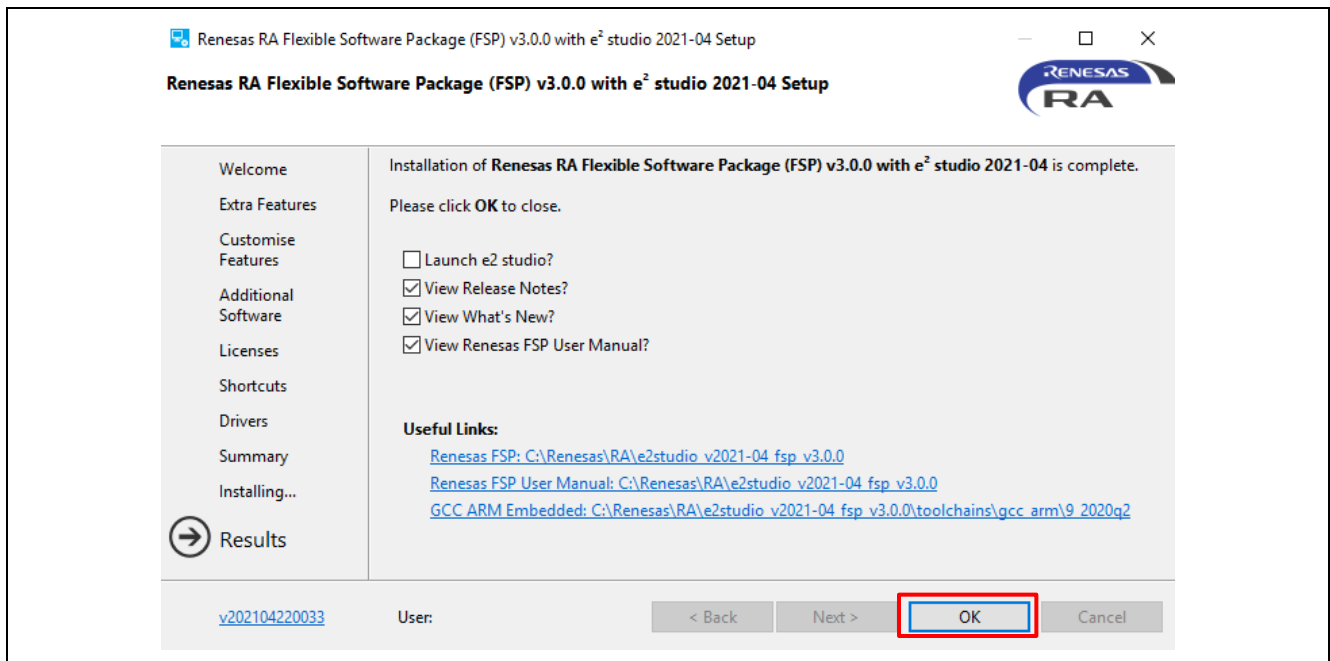 Renesas RA Flexible Software Package (FSP) v3.0.0 with e² studio 2021-04 Setup
Renesas RA Flexible Software Package (FSP) v3.0.0 with e² studio 2021-04 Setup
RENESAS
RA
Welcome
Extra Features
Customise
Features
Additional
Software
Licenses
Shortcuts
Drivers
Summary
Installing...
Results
Installation of Renesas RA Flexible Software Package (FSP) v3.0.0 with e² studio 2021-04 is complete.
Please click OK to close.
Launch e2 studio?
View Release Notes?
View What's New?
View Renesas FSP User Manual?
Useful Links:
Renesas FSP: C:\Renesas\RA\e2studio_v2021-04_fsp_v3.0.0
Renesas FSP User Manual: C:\Renesas\RA\e2studio_v2021-04_fsp_v3.0.0
GCC ARM Embedded: C:\Renesas\RA\e2studio_v2021-04_fsp_v3.0.0\toolchains\gcc_arm\9_2020q2
v202104220033
User:
< Back
Next >
OK
Cancel